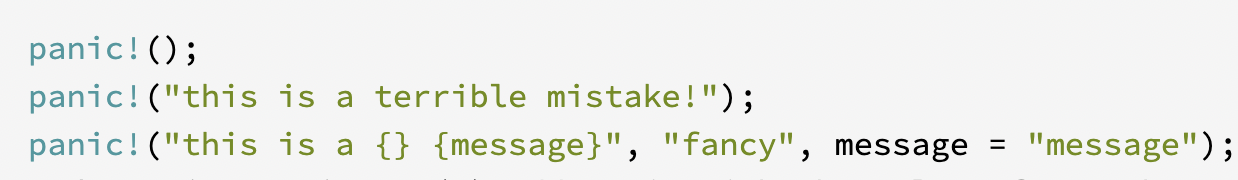 panic!();
panic!("this is a terrible mistake!");
panic!("this is a {} {message}", "fancy", message = "message");